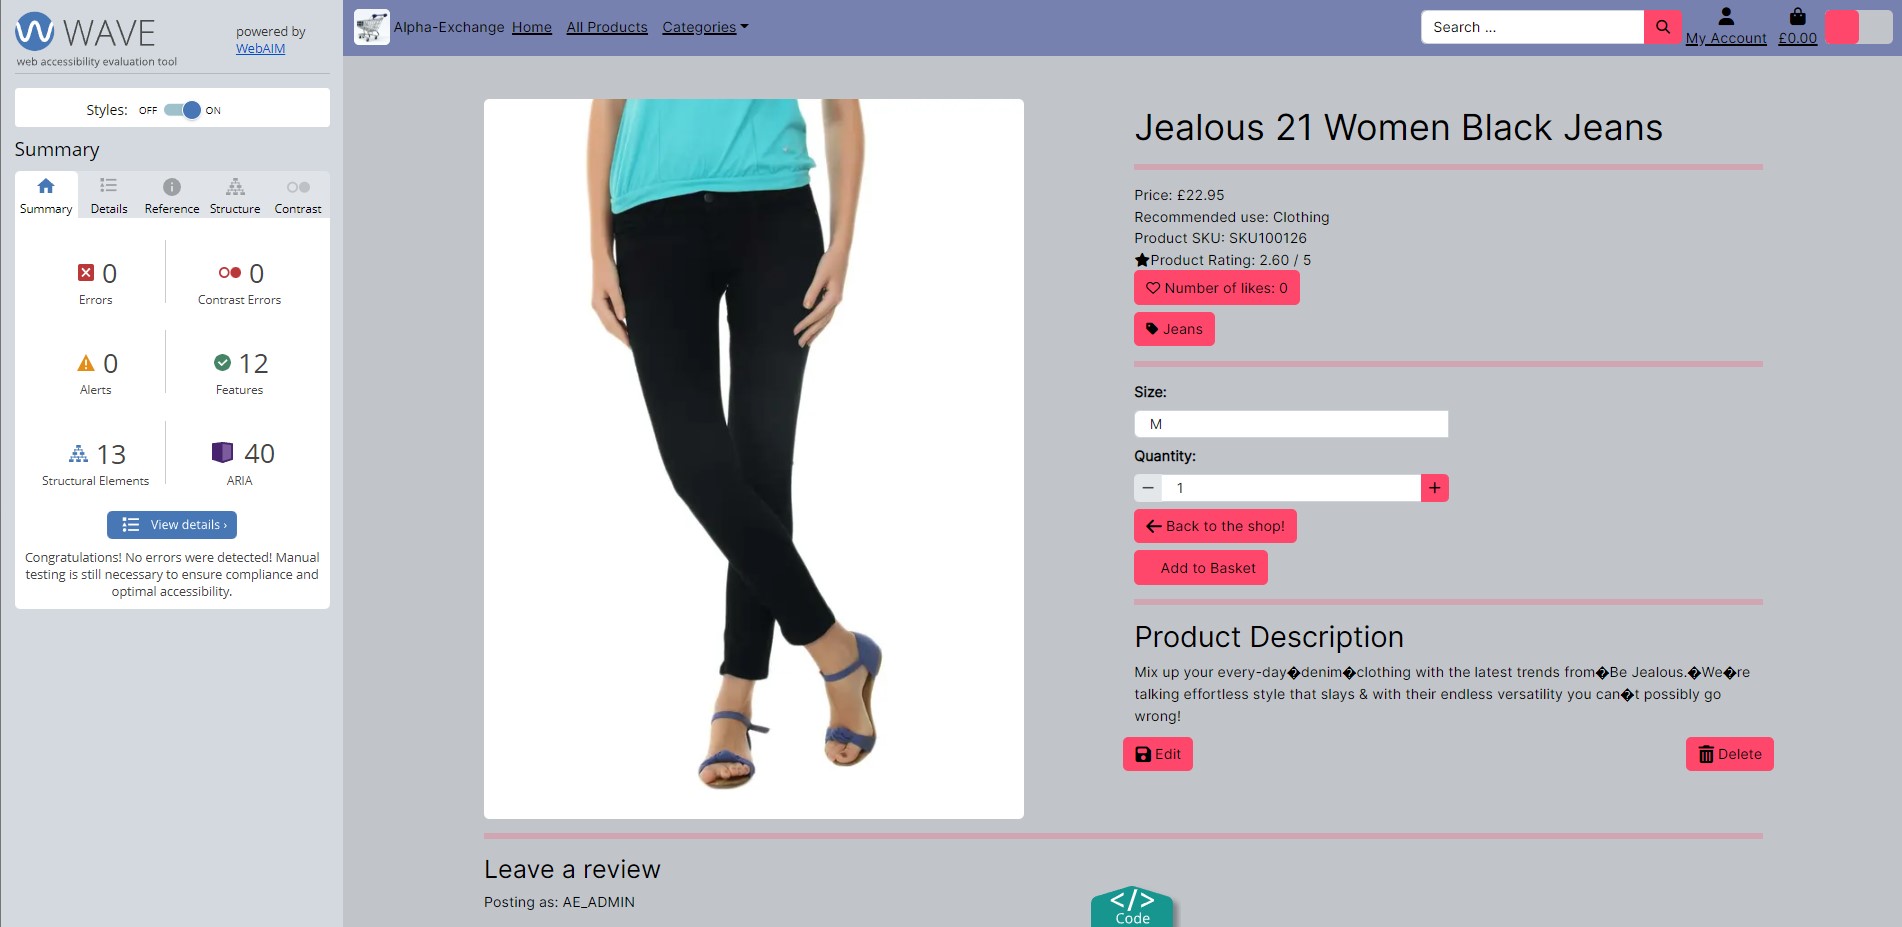 WAVE
web accessibility evaluation tool
powered by
WebAIM
Styles: OFF ON
Summary
Summary Details Reference Structure Contrast
0 0
Errors Contrast Errors
0 12
Alerts Features
13 40
Structural Elements ARIA
View details ›
Congratulations! No errors were detected! Manual
testing is still necessary to ensure compliance and
optimal accessibility.
Alpha-Exchange Home All Products Categories
Search ...
My Account £0.00
Jealous 21 Women Black Jeans
Price: £22.95
Recommended use: Clothing
Product SKU: SKU100126
Product Rating: 2.60 / 5
Number of likes: 0
Jeans
Size:
M
Quantity:
− 1 +
Back to the shop!
Add to Basket
Product Description
Mix up your every-day�denim�clothing with the latest trends from�Be Jealous.�We�re
talking effortless style that slays & with their endless versatility you can�t possibly go
wrong!
Edit Delete
Leave a review
Posting as: AE_ADMIN
</>
Code